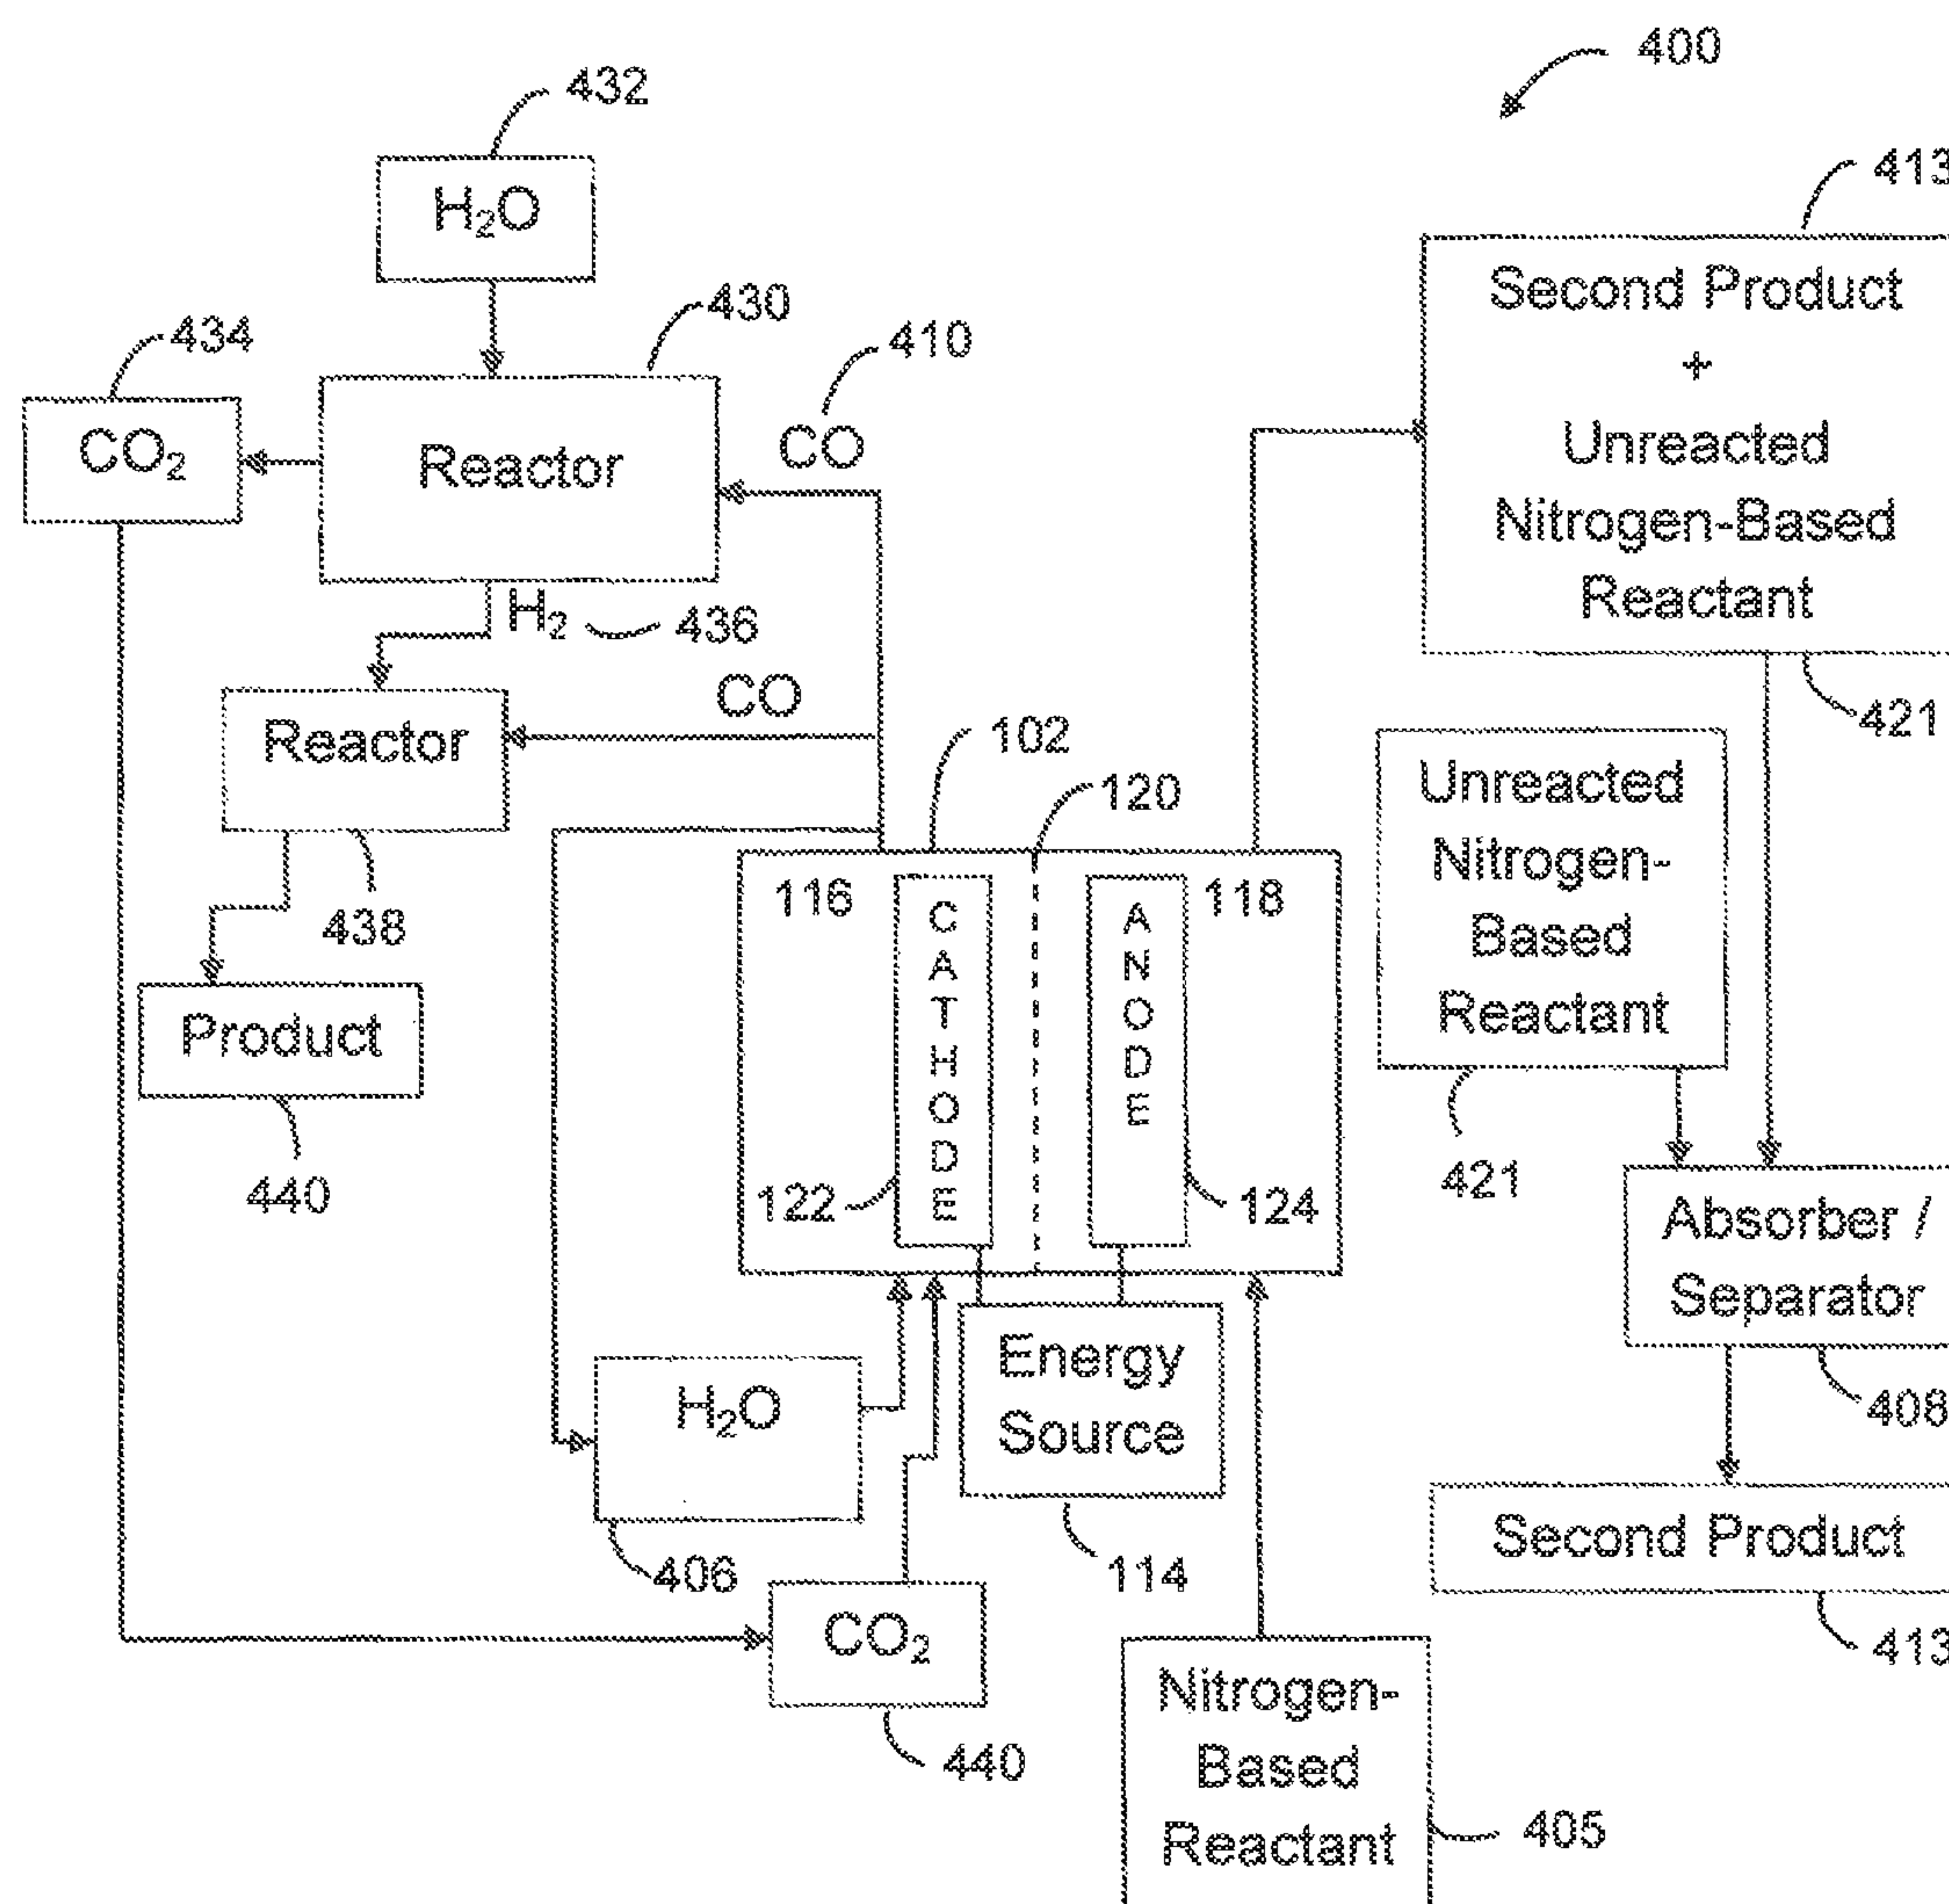 400
432
H₂O
413
430
410
434
CO
CO₂
Reactor
Second Product
+
Unreacted
Nitrogen-Based
Reactant
H₂
436
CO
421
Reactor
102
120
438
116
118
CATHODE
ANODE
122
124
Product
440
Unreacted
Nitrogen-
Based
Reactant
421
Absorber /
Separator
408
H₂O
406
Energy
Source
114
Second Product
413
CO₂
440
Nitrogen-
Based
Reactant
405